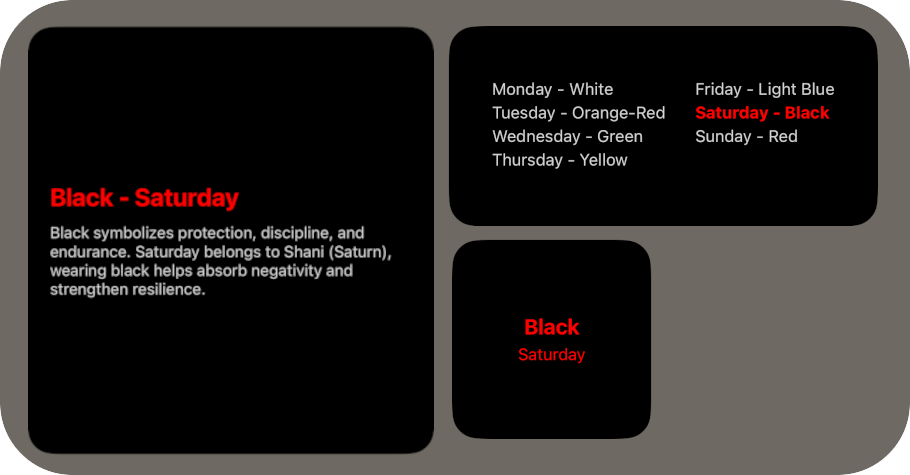 Black - Saturday
Black symbolizes protection, discipline, and
endurance. Saturday belongs to Shani (Saturn),
wearing black helps absorb negativity and
strengthen resilience.
Monday - White
Tuesday - Orange-Red
Wednesday - Green
Thursday - Yellow
Friday - Light Blue
Saturday - Black
Sunday - Red
Black
Saturday